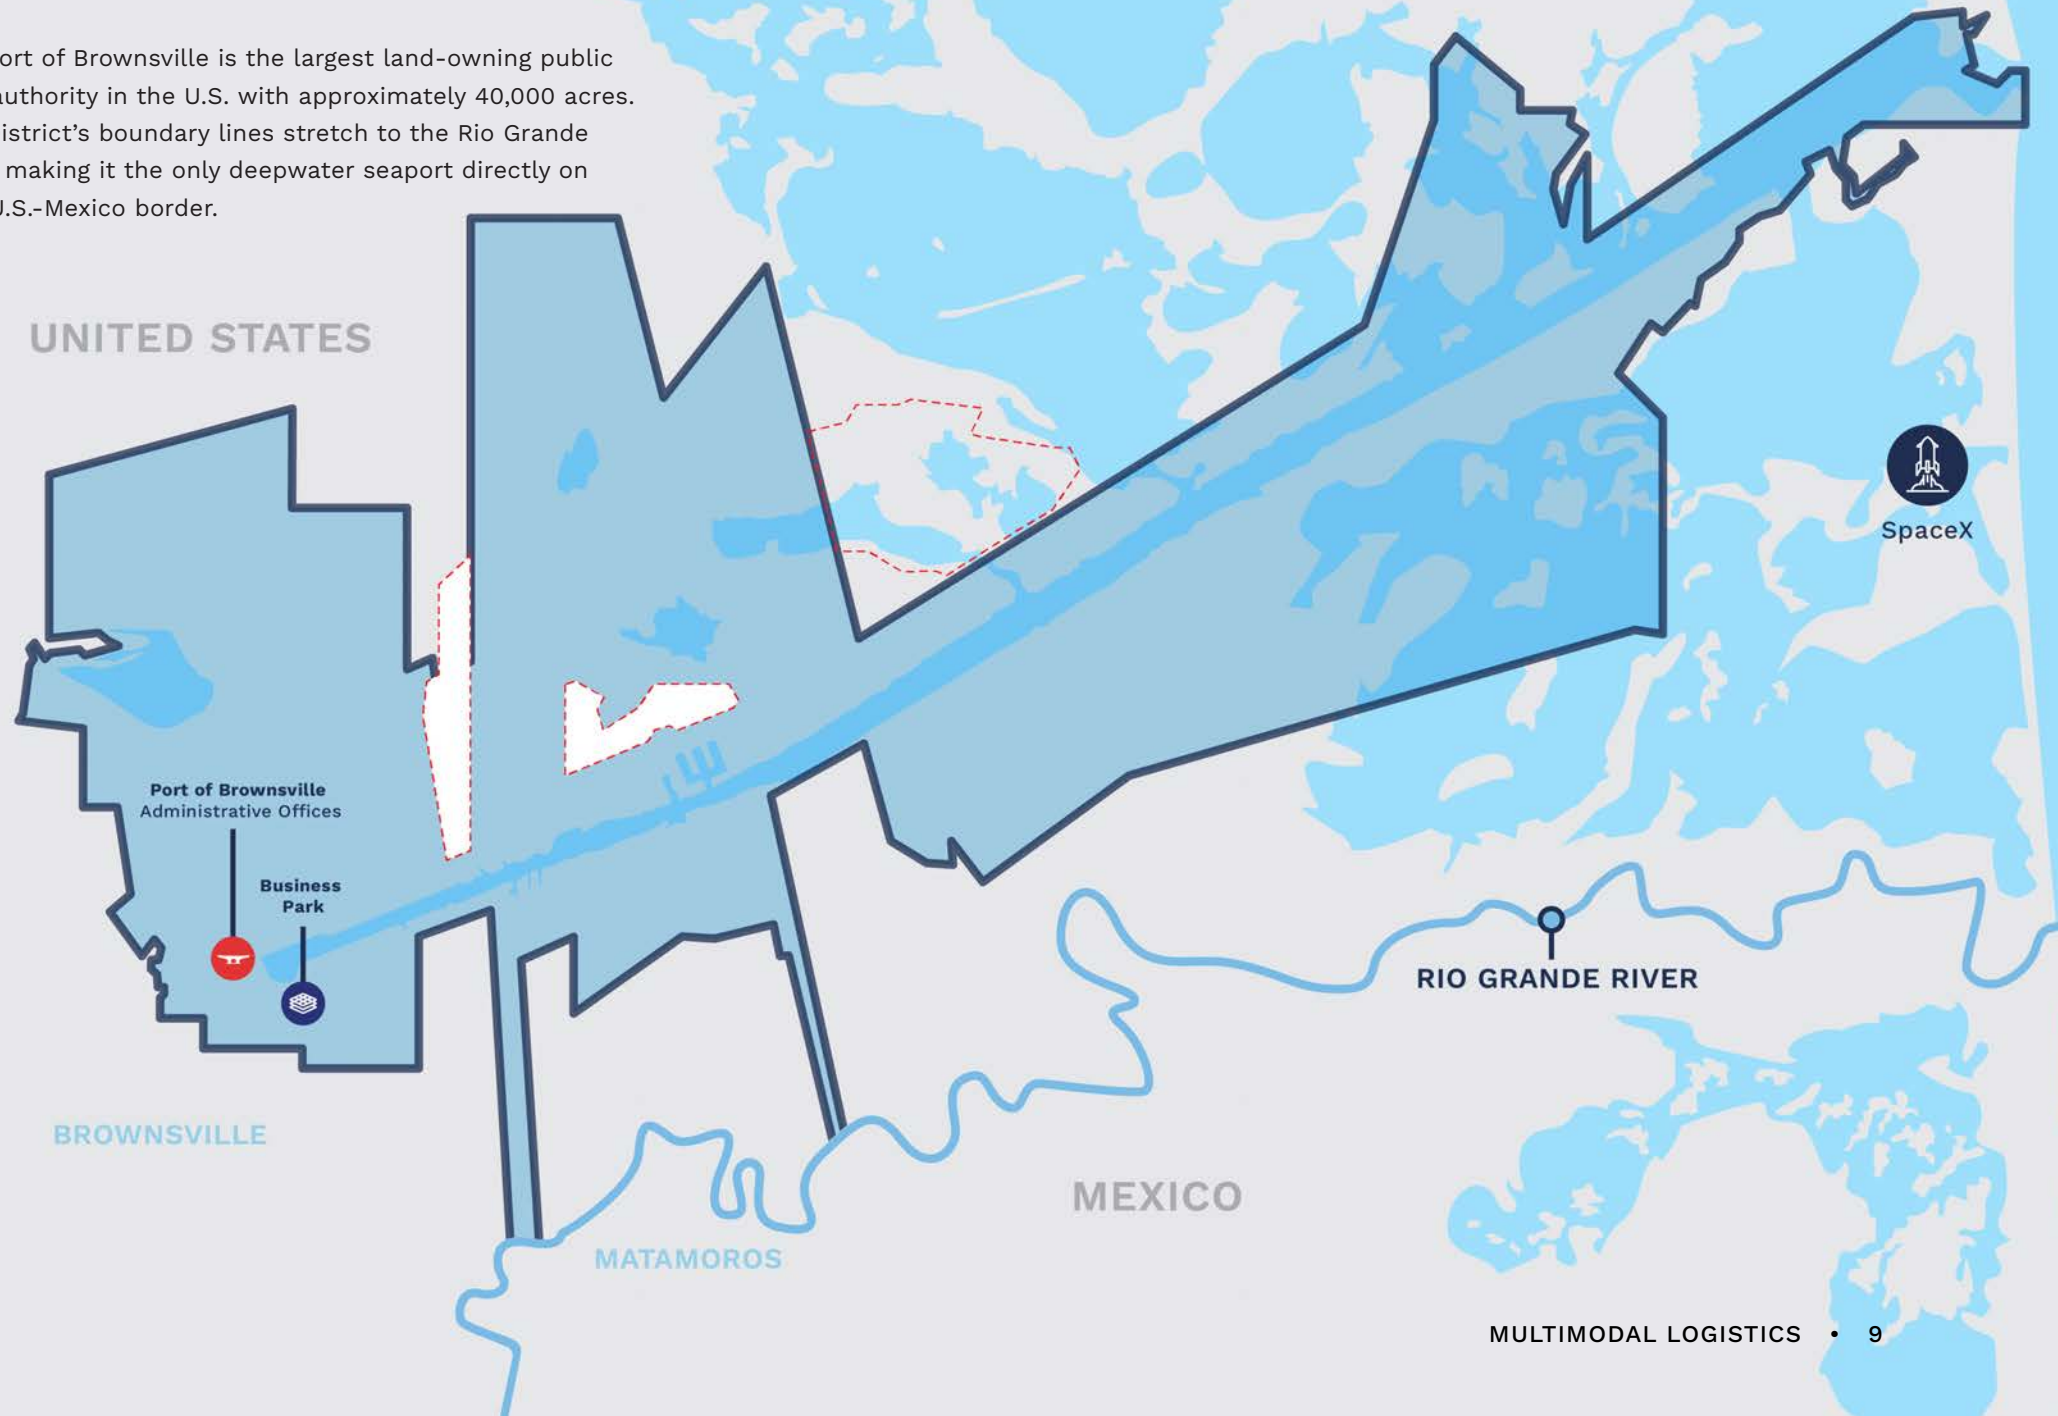 ort of Brownsville is the largest land-owning public
authority in the U.S. with approximately 40,000 acres.
istrict's boundary lines stretch to the Rio Grande
making it the only deepwater seaport directly on
U.S.-Mexico border.
UNITED STATES
SpaceX
Port of Brownsville
Administrative Offices
Business
Park
RIO GRANDE RIVER
BROWNSVILLE
MEXICO
MATAMOROS
MULTIMODAL LOGISTICS • 9